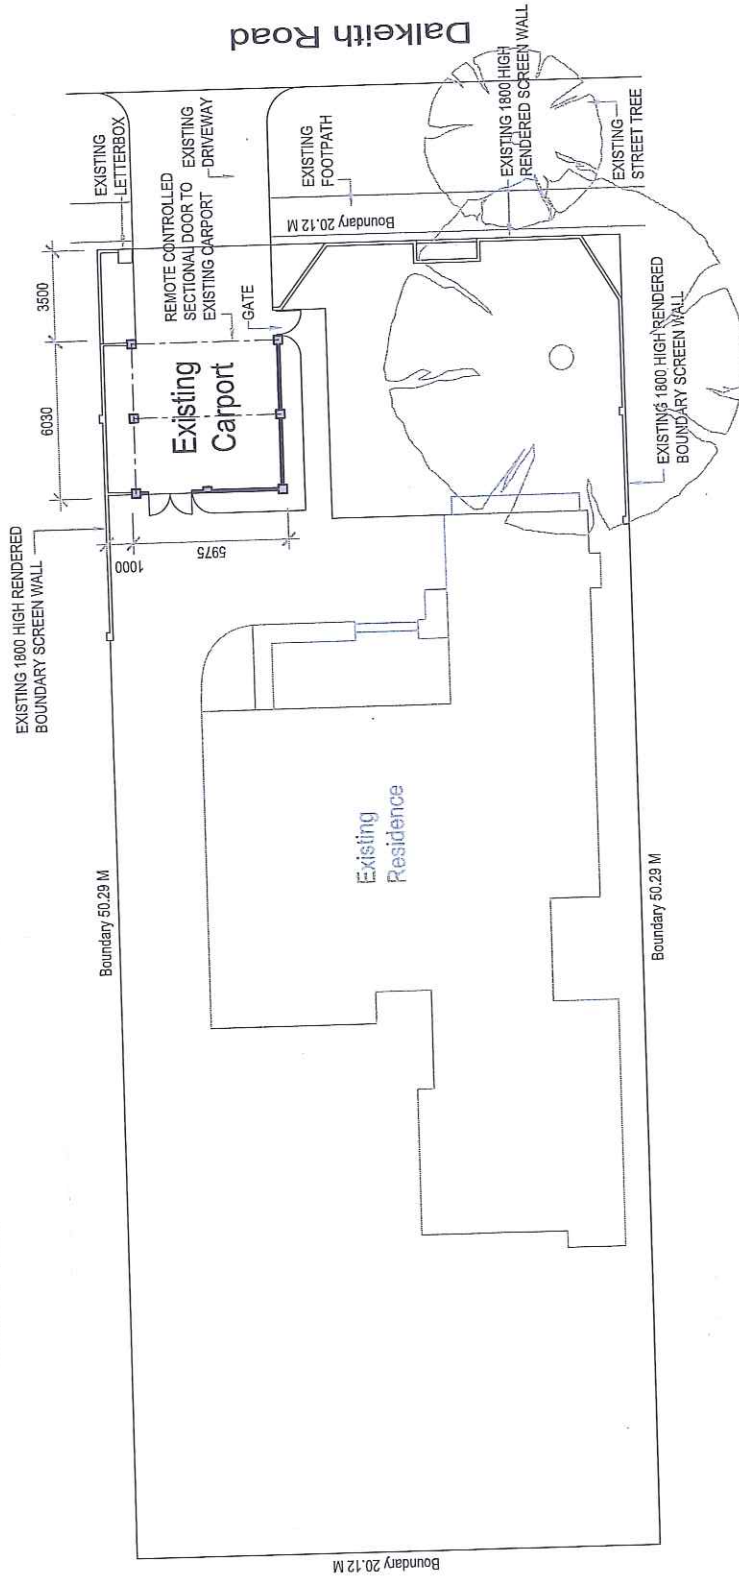 Dalkeith Road
EXISTING
LETTERBOX
REMOTE CONTROLLED
SECTIONAL DOOR TO
EXISTING CARPORT
EXISTING
DRIVEWAY
GATE
EXISTING
FOOTPATH
Boundary 20.12 M
EXISTING 1800 HIGH
RENDERED SCREEN WALL
EXISTING
STREET TREE
3500
6030
Existing
Carport
1000
5975
EXISTING 1800 HIGH RENDERED
BOUNDARY SCREEN WALL
EXISTING 1800 HIGH RENDERED
BOUNDARY SCREEN WALL
Existing
Residence
Boundary 50.29 M
Boundary 50.29 M
Boundary 20.12 M